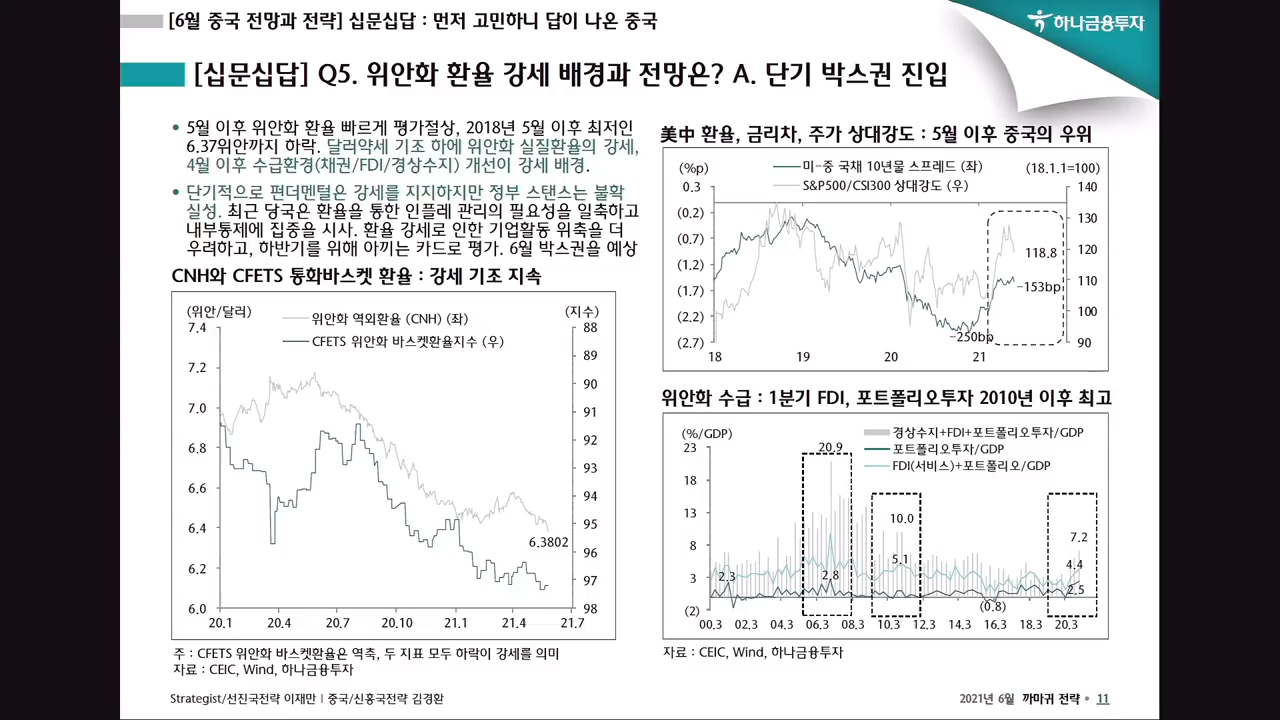 [6월 중국 전망과 전략] 십문십답 : 먼저 고민하니 답이 나온 중국
하나금융투자
[십문십답] Q5. 위안화 환율 강세 배경과 전망은? A. 단기 박스권 진입
• 5월 이후 위안화 환율 빠르게 평가절상, 2018년 5월 이후 최저인
6.37위안까지 하락. 달러약세 기조 하에 위안화 실질환율의 강세,
4월 이후 수급환경(채권/FDI/경상수지) 개선이 강세 배경.
• 단기적으로 펀더멘털은 강세를 지지하지만 정부 스탠스는 불확
실성. 최근 당국은 환율을 통한 인플레 관리의 필요성을 일축하고
내부통제에 집중을 시사. 환율 강세로 인한 기업활동 위축을 더
우려하고, 하반기를 위해 아끼는 카드로 평가. 6월 박스권을 예상
CNH와 CFETS 통화바스켓 환율 : 강세 기조 지속
(위안/달러)
(지수)
위안화 역외환율 (CNH) (좌)
CFETS 위안화 바스켓환율지수 (우)
7.4
7.2
7.0
6.8
6.6
6.4
6.2
6.0
88
89
90
91
92
93
94
95
96
97
98
6.3802
20.1 20.4 20.7 20.10 21.1 21.4 21.7
주 : CFETS 위안화 바스켓환율은 역축, 두 지표 모두 하락이 강세를 의미
자료 : CEIC, Wind, 하나금융투자
美中 환율, 금리차, 주가 상대강도 : 5월 이후 중국의 우위
(%p)
미-중 국채 10년물 스프레드 (좌)
(18.1.1=100)
S&P500/CSI300 상대강도 (우)
0.3
(0.2)
(0.7)
(1.2)
(1.7)
(2.2)
(2.7)
140
130
120
110
100
90
118.8
-153bp
-250bp
18 19 20 21
위안화 수급 : 1분기 FDI, 포트폴리오투자 2010년 이후 최고
(%/GDP)
경상수지+FDI+포트폴리오투자/GDP
포트폴리오투자/GDP
FDI(서비스)+포트폴리오/GDP
23
18
13
8
3
(2)
20.9
10.0
7.2
5.1
4.4
2.3
2.8
2.5
(0.8)
00.3 02.3 04.3 06.3 08.3 10.3 12.3 14.3 16.3 18.3 20.3
자료 : CEIC, Wind, 하나금융투자
Strategist/선진국전략 이재만 | 중국/신흥국전략 김경환
2021년 6월 까마귀 전략 • 11